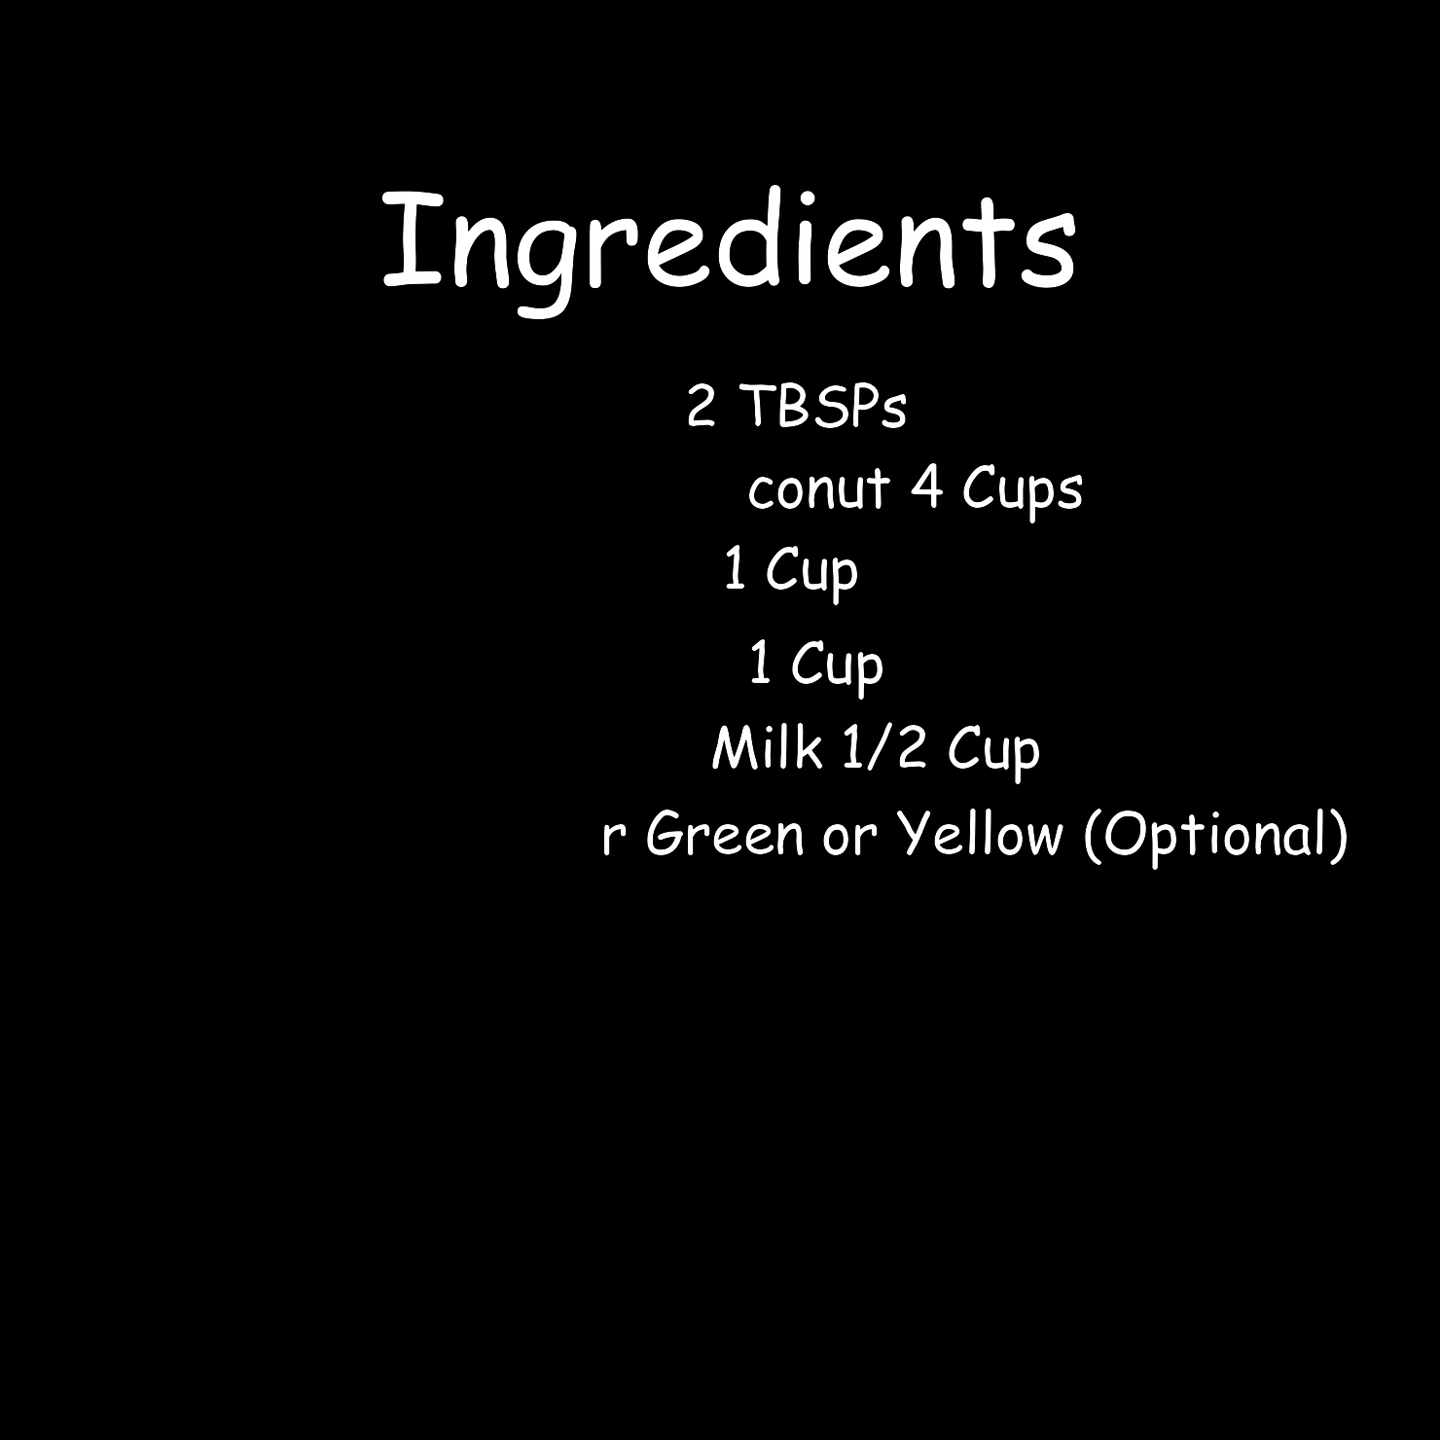 Ingredients
2 TBSPs
conut 4 Cups
1 Cup
1 Cup
Milk 1/2 Cup
r Green or Yellow (Optional)